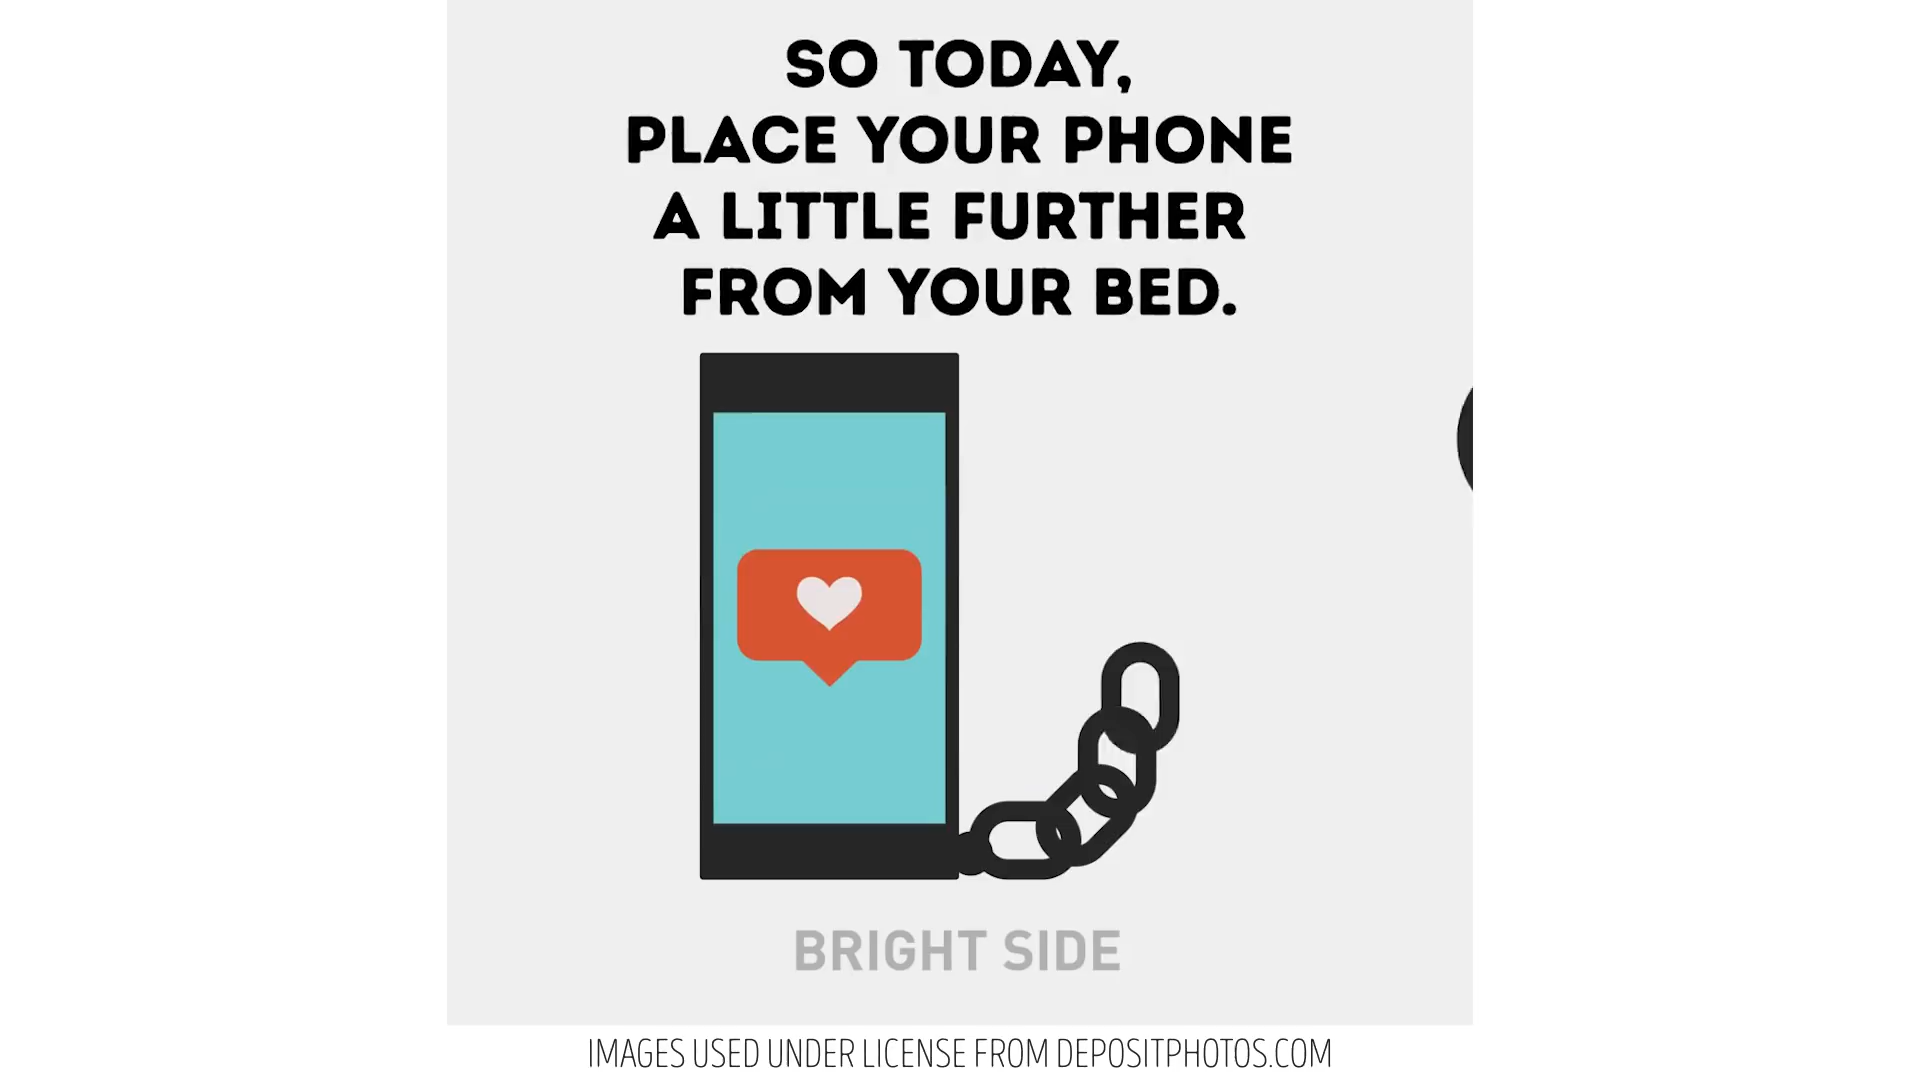 SO TODAY,
PLACE YOUR PHONE
A LITTLE FURTHER
FROM YOUR BED.
BRIGHT SIDE
IMAGES USED UNDER LICENSE FROM DEPOSITPHOTOS.COM